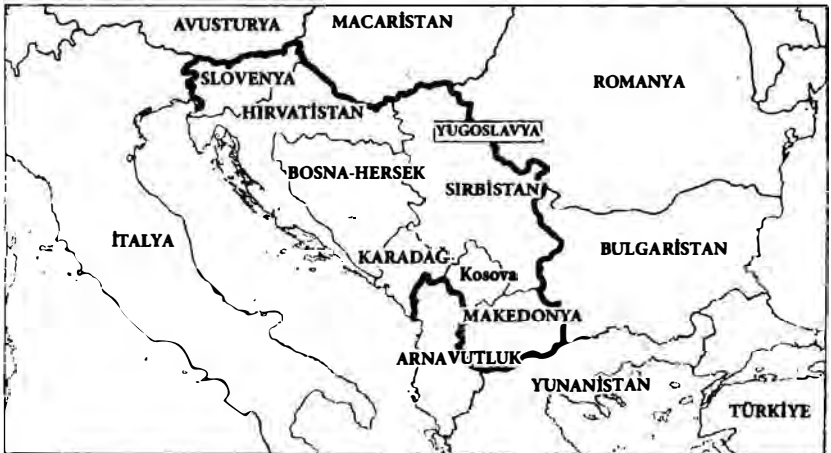 AVUSTURYA
MACARİSTAN
SLOVENYA
ROMANYA
HIRVATİSTAN
YUGOSLAVYA
BOSNA-HERSEK
SIRBİSTAN
İTALYA
BULGARİSTAN
KARADAĞ
Kosova
MAKEDONYA
ARNAVUTLUK
YUNANİSTAN
TÜRKİYE